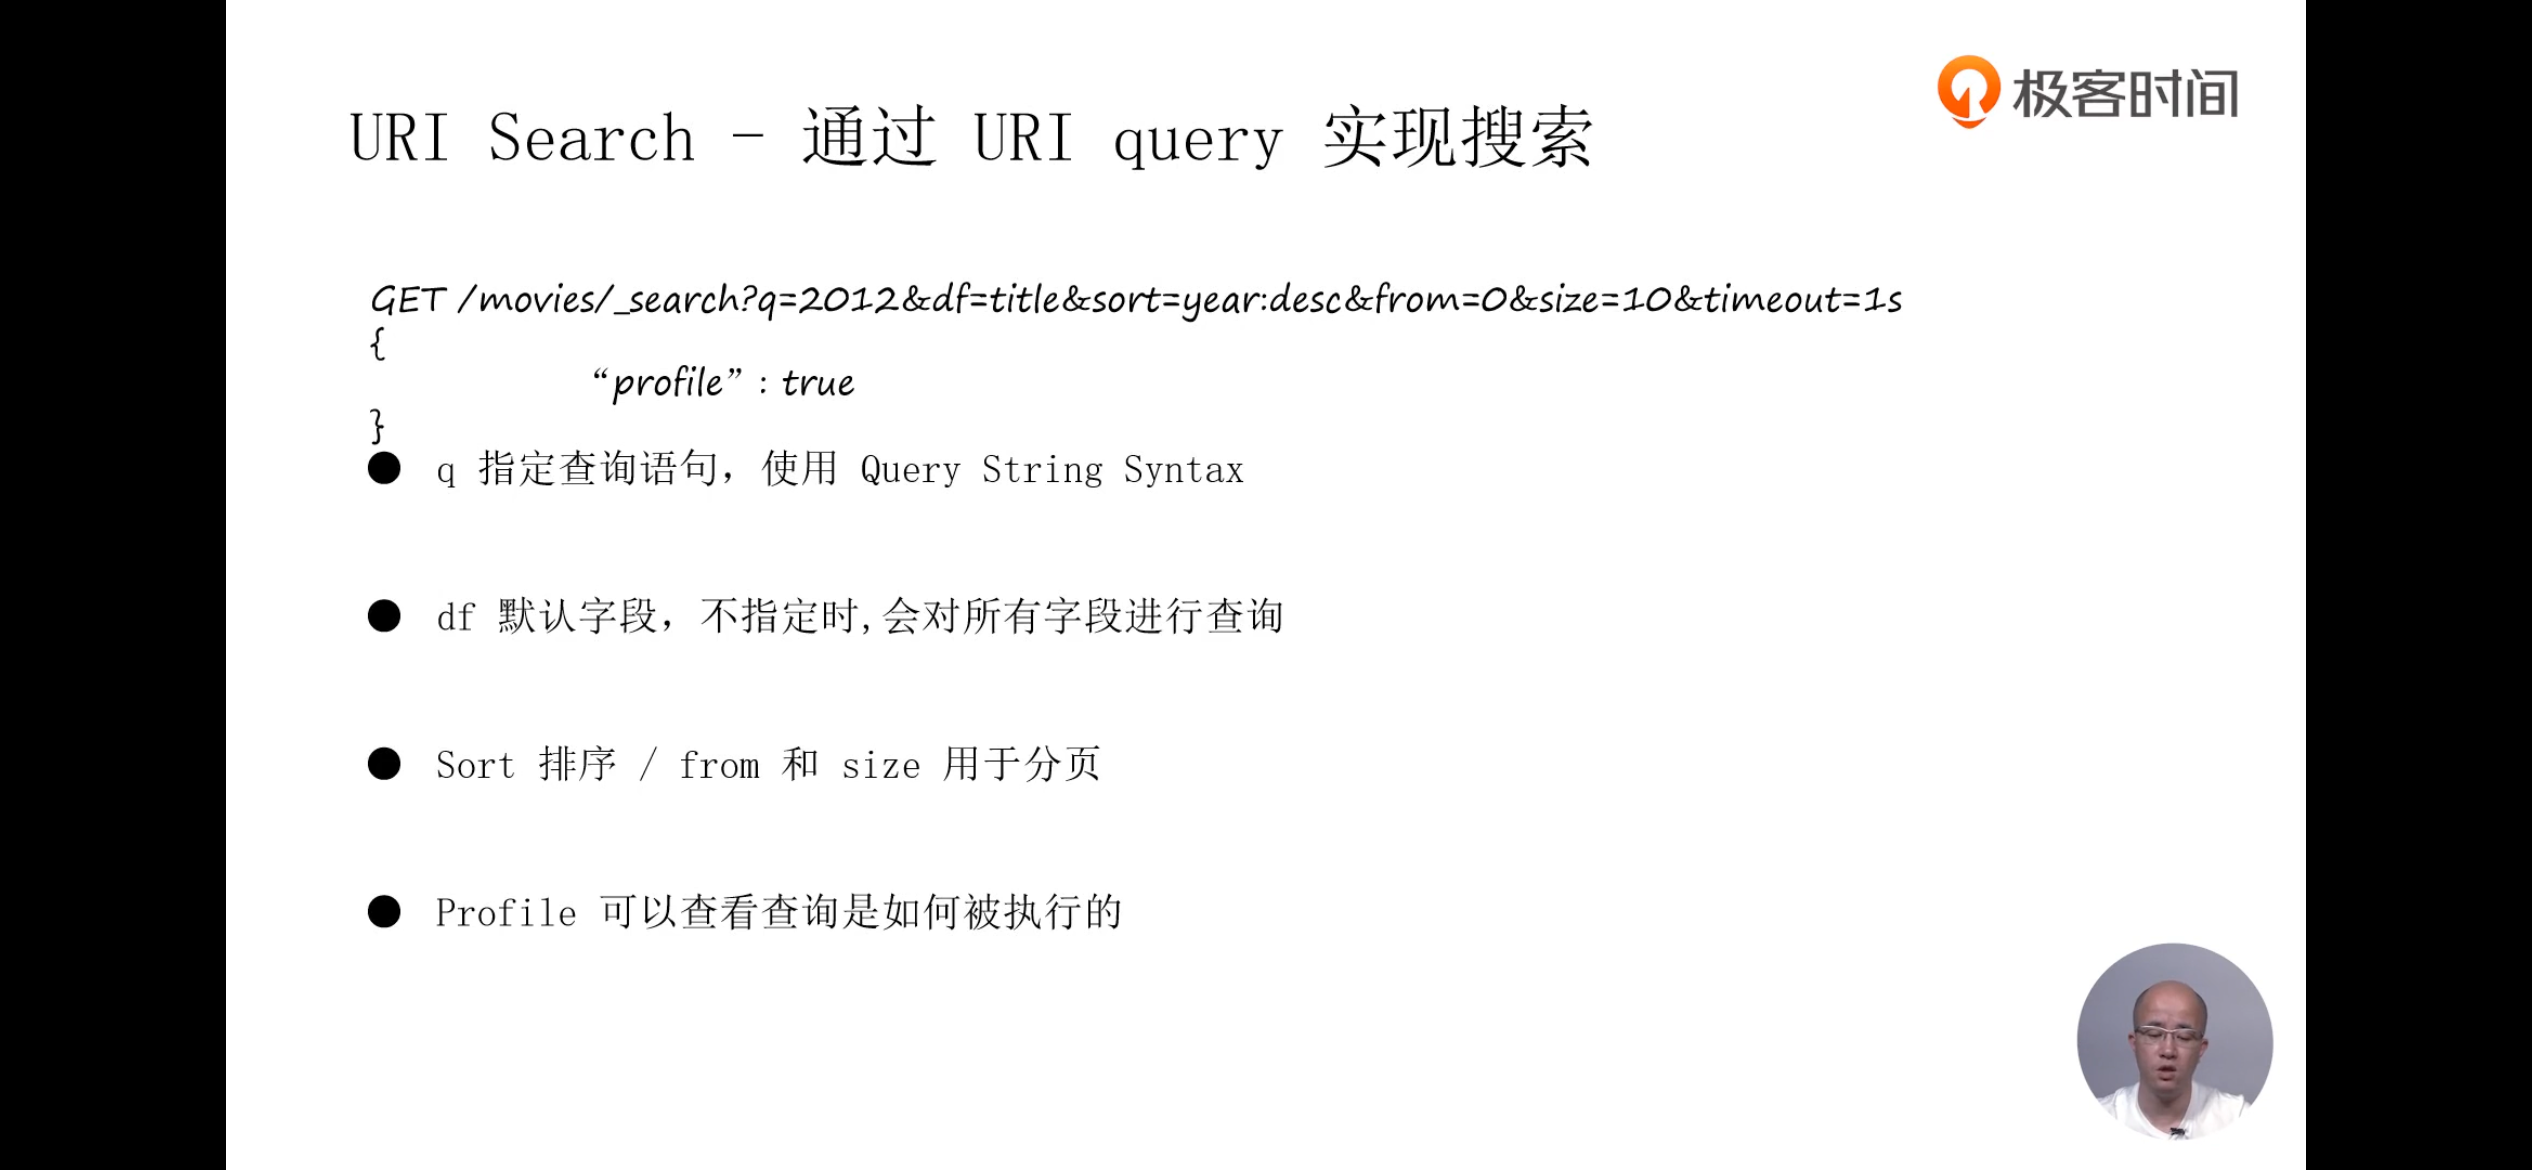 极客时间
URI Search - 通过 URI query 实现搜索
GET /movies/_search?q=2012&df=title&sort=year:desc&from=0&size=10&timeout=1s
{
“profile” : true
}
● q 指定查询语句，使用 Query String Syntax
● df 默认字段，不指定时,会对所有字段进行查询
● Sort 排序 / from 和 size 用于分页
● Profile 可以查看查询是如何被执行的